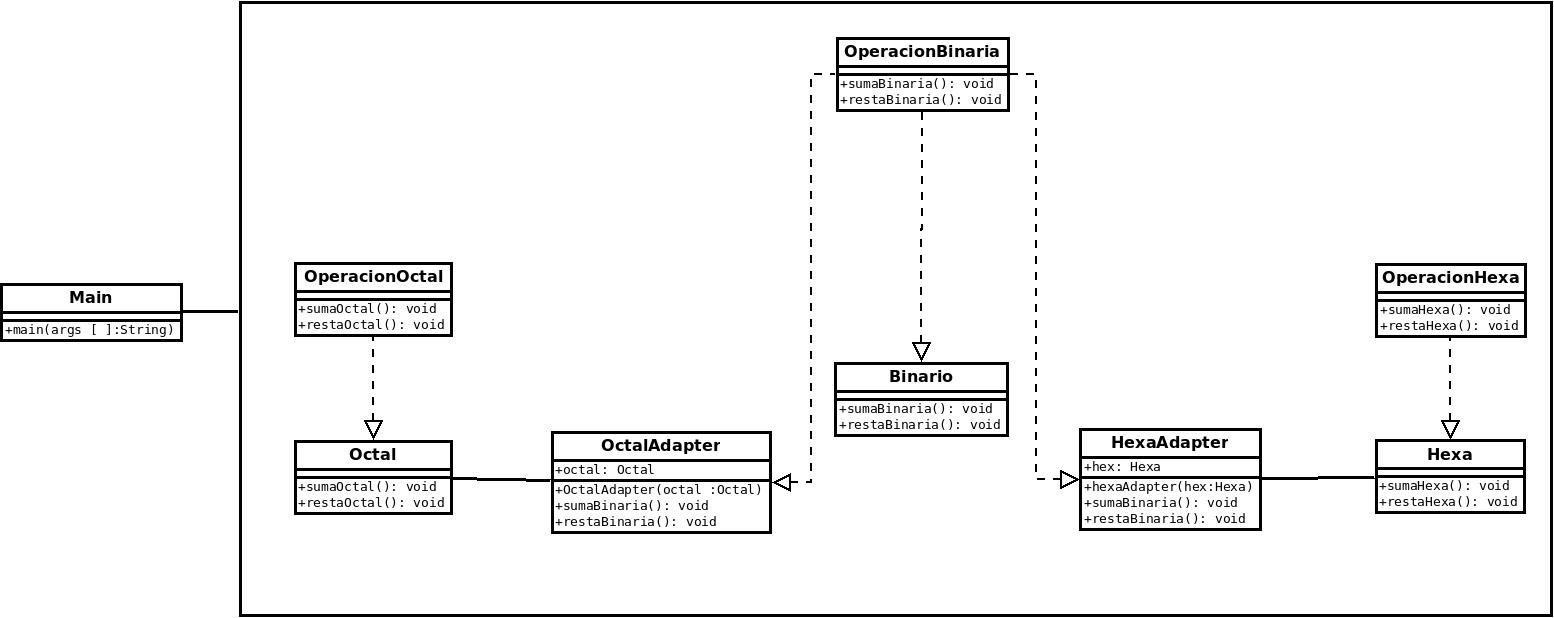 OperacionBinaria
+sumaBinaria(): void
+restaBinaria(): void
OperacionOctal
+sumaOctal(): void
+restaOctal(): void
OperacionHexa
+sumaHexa(): void
+restaHexa(): void
Main
+main(args [ ]:String)
Binario
+sumaBinaria(): void
+restaBinaria(): void
Octal
+sumaOctal(): void
+restaOctal(): void
OctalAdapter
+octal: Octal
+OctalAdapter(octal :Octal)
+sumaBinaria(): void
+restaBinaria(): void
HexaAdapter
+hex: Hexa
+hexaAdapter(hex:Hexa)
+sumaBinaria(): void
+restaBinaria(): void
Hexa
+sumaHexa(): void
+restaHexa(): void